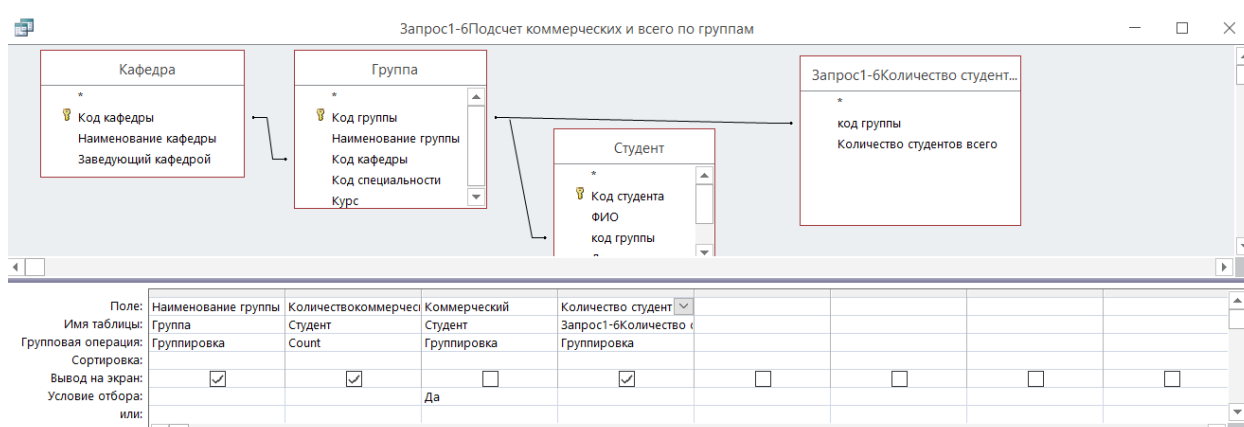 Запрос1-6Подсчет коммерческих и всего по группам
Кафедра
*
Код кафедры
Наименование кафедры
Заведующий кафедрой
Группа
*
Код группы
Наименование группы
Код кафедры
Код специальности
Курс
Студент
*
Код студента
ФИО
код группы
Запрос1-6Количество студент...
*
код группы
Количество студентов всего
Поле: Наименование группы Количествокоммерчес Коммерческий Количество студент
Имя таблицы: Группа Студент Студент Запрос1-6Количество с
Групповая операция: Группировка Count Группировка Группировка
Сортировка:
Вывод на экран:
Условие отбора: Да
или: